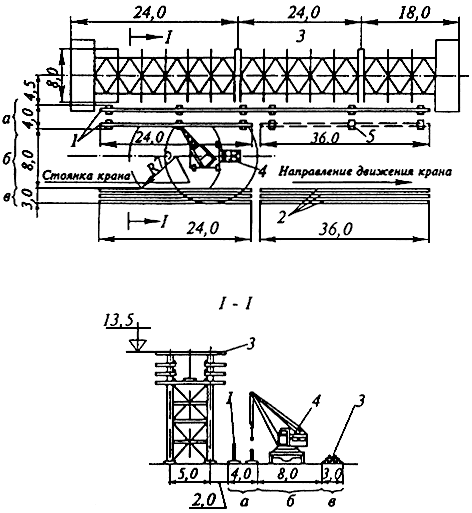 24,0 24,0 18,0
I 3
8,0
4,5
а 4,0
1 24,0 5 36,0
б 8,0 4
Стоянка крана Направление движения крана
в 3,0 I 2
24,0 36,0
I - I
13,5
3
1 4 3
5,0 4,0 8,0 3,0
2,0 а б в